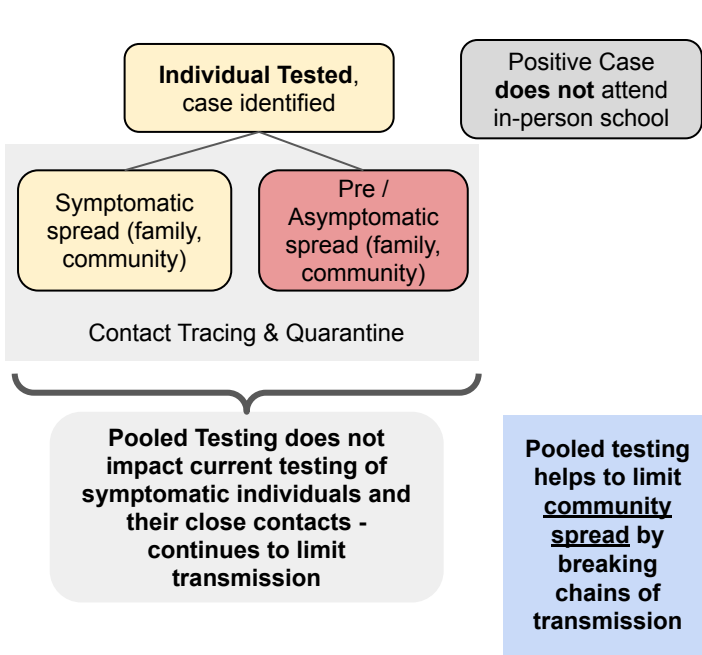 Individual Tested,
case identified
Positive Case
does not attend
in-person school
Symptomatic
spread (family,
community)
Pre /
Asymptomatic
spread (family,
community)
Contact Tracing & Quarantine
Pooled Testing does not
impact current testing of
symptomatic individuals and
their close contacts -
continues to limit
transmission
Pooled testing
helps to limit
community
spread by
breaking
chains of
transmission